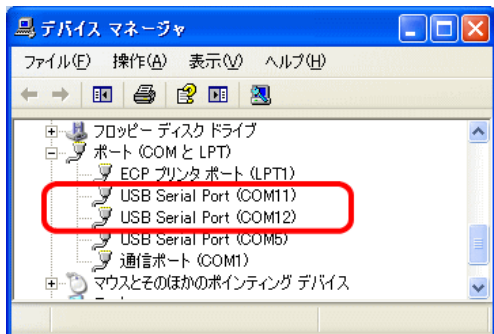 デバイス マネージャ
ファイル(F) 操作(A) 表示(V) ヘルプ(H)
フロッピー ディスク ドライブ
ポート (COM と LPT)
ECP プリンタ ポート (LPT1)
USB Serial Port (COM11)
USB Serial Port (COM12)
USB Serial Port (COM5)
通信ポート (COM1)
マウスとそのほかのポインティング デバイス